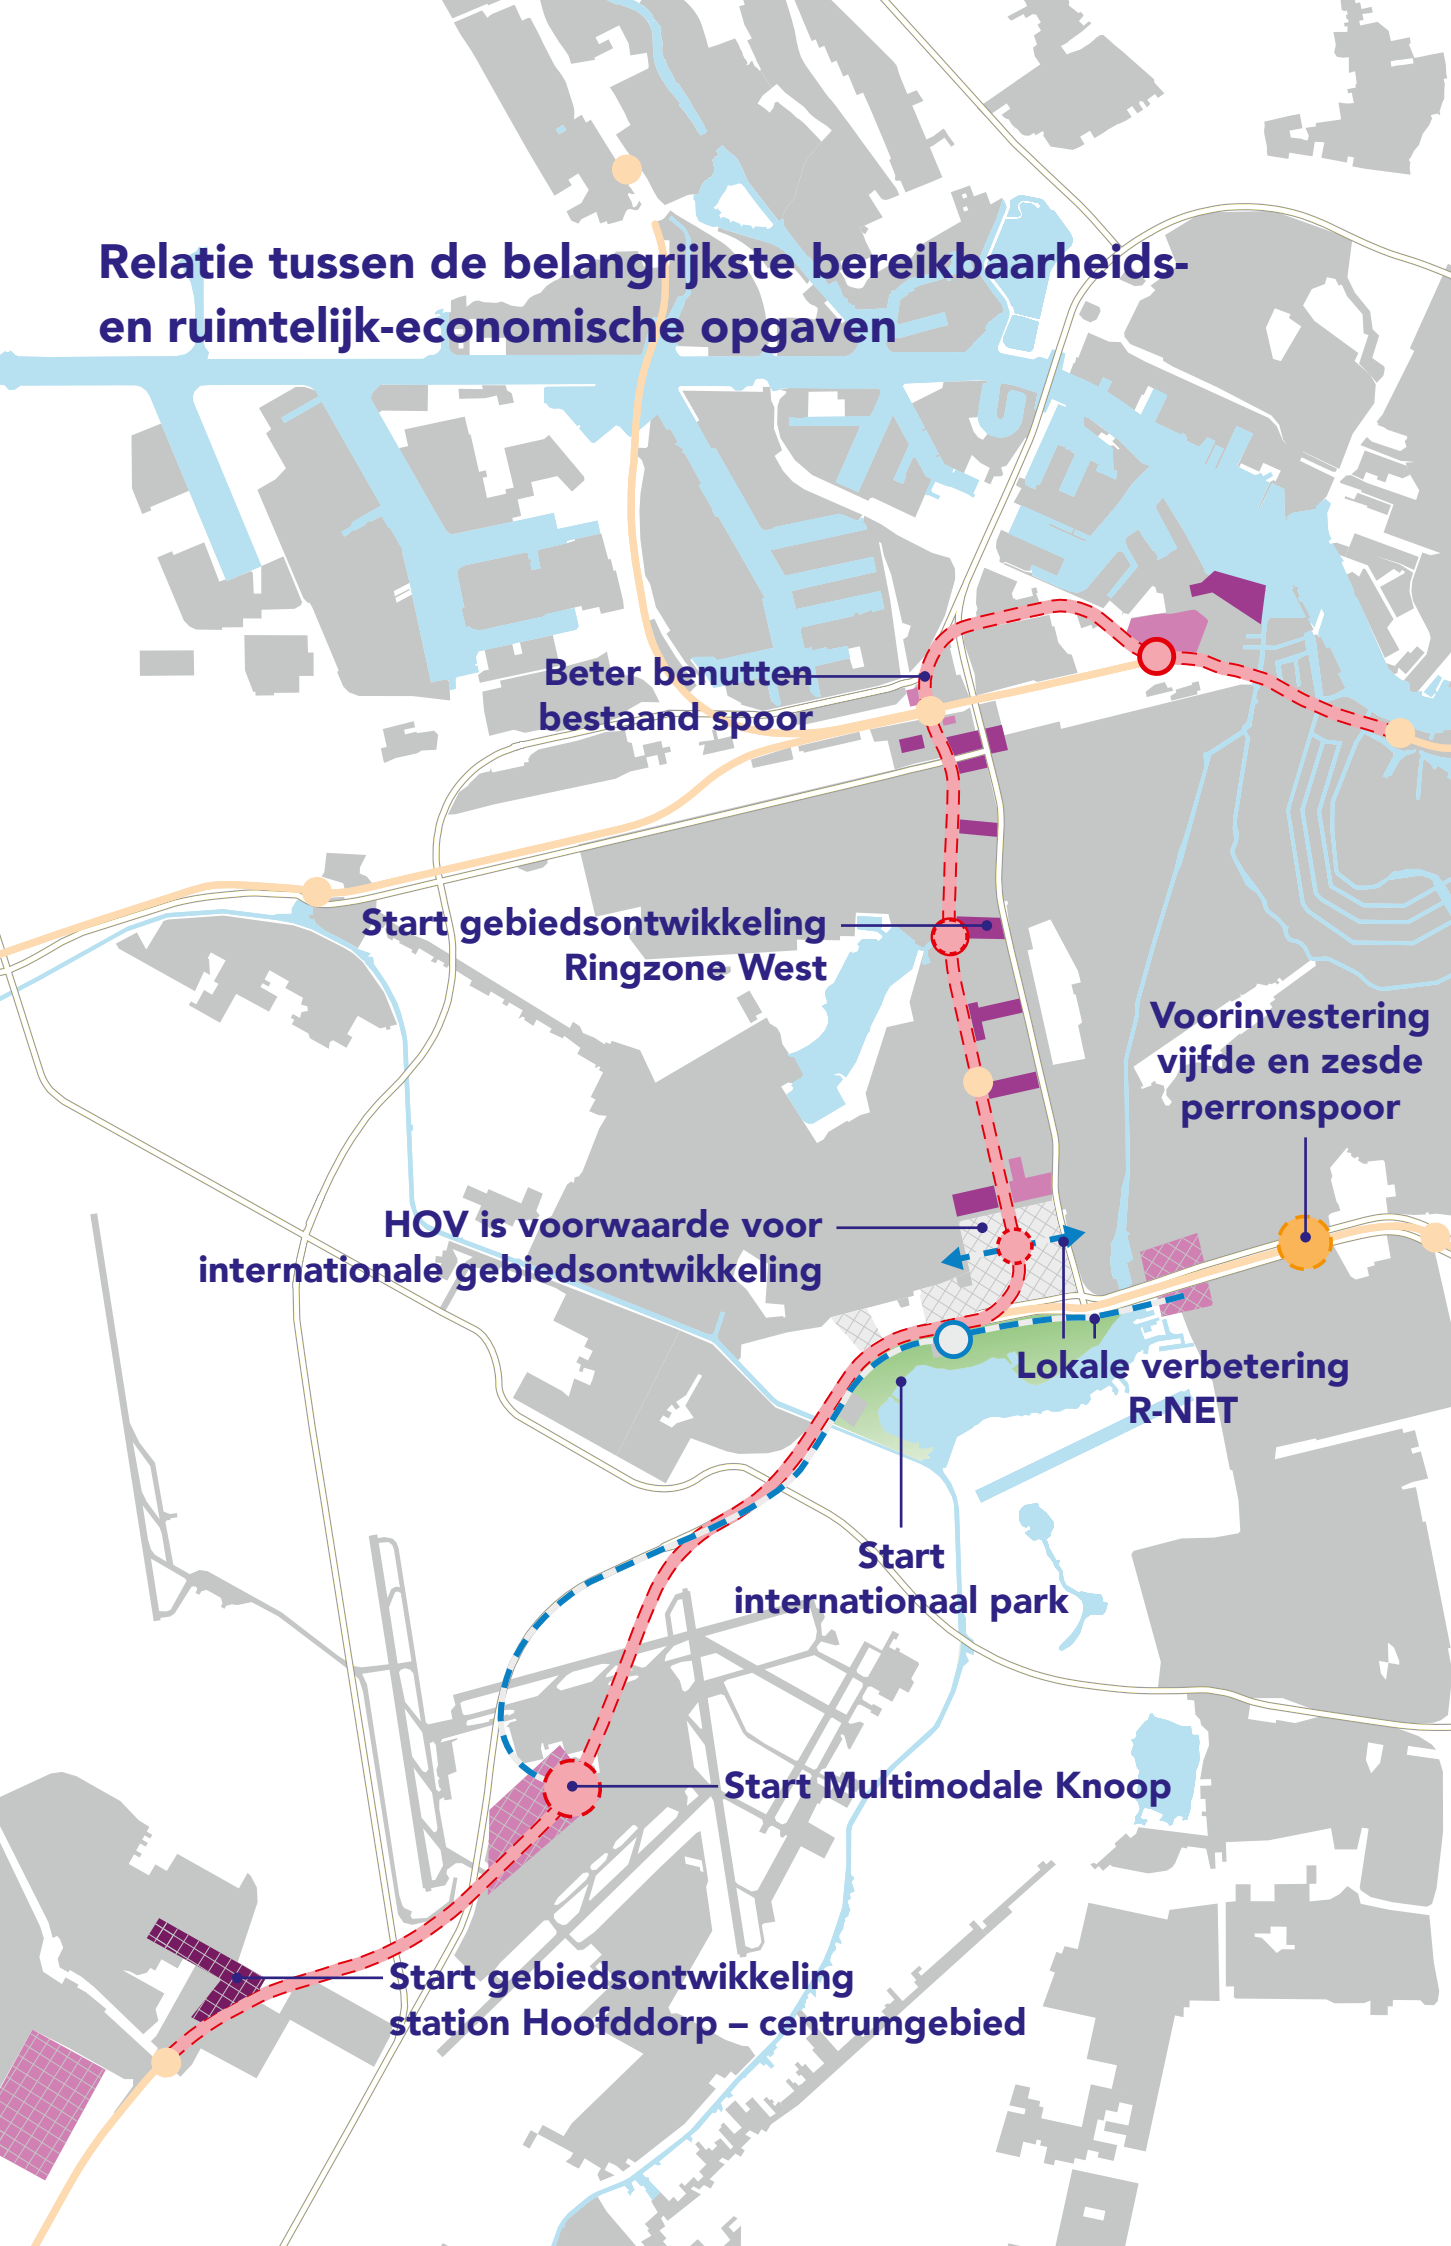 Relatie tussen de belangrijkste bereikbaarheids-
en ruimtelijk-economische opgaven
Beter benutten
bestaand spoor
Start gebiedsontwikkeling
Ringzone West
Voorinvestering
vijfde en zesde
perronspoor
HOV is voorwaarde voor
internationale gebiedsontwikkeling
Lokale verbetering
R-NET
Start
internationaal park
Start Multimodale Knoop
Start gebiedsontwikkeling
station Hoofddorp – centrumgebied